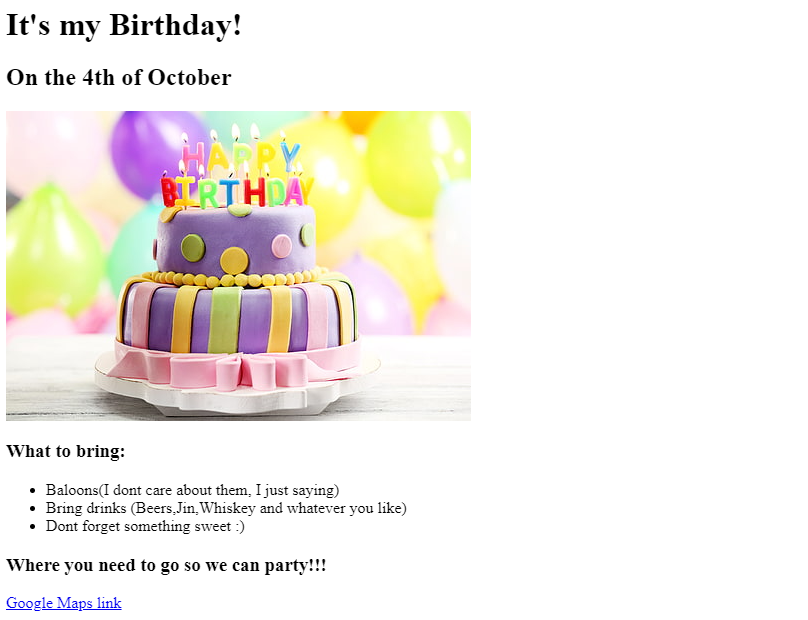 It's my Birthday!
On the 4th of October
HAPPY
BIRTHDAY
What to bring:
Baloons(I dont care about them, I just saying)
Bring drinks (Beers,Jin,Whiskey and whatever you like)
Dont forget something sweet :)
Where you need to go so we can party!!!
Google Maps link